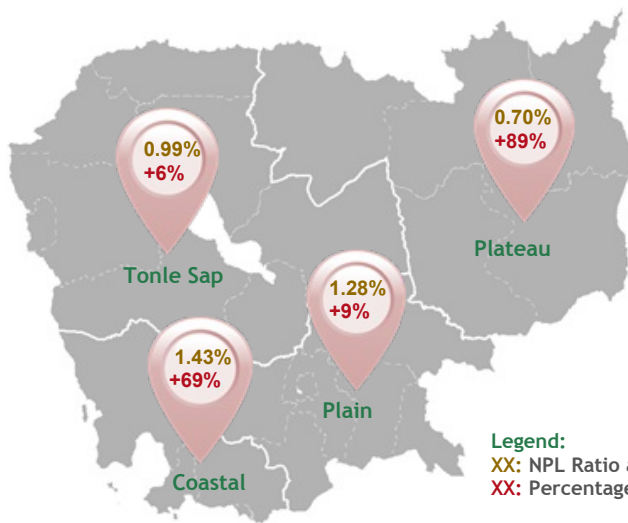 0.99%
+6%
Tonle Sap
0.70%
+89%
Plateau
1.28%
+9%
Plain
1.43%
+69%
Coastal
Legend:
XX: NPL Ratio
XX: Percentage